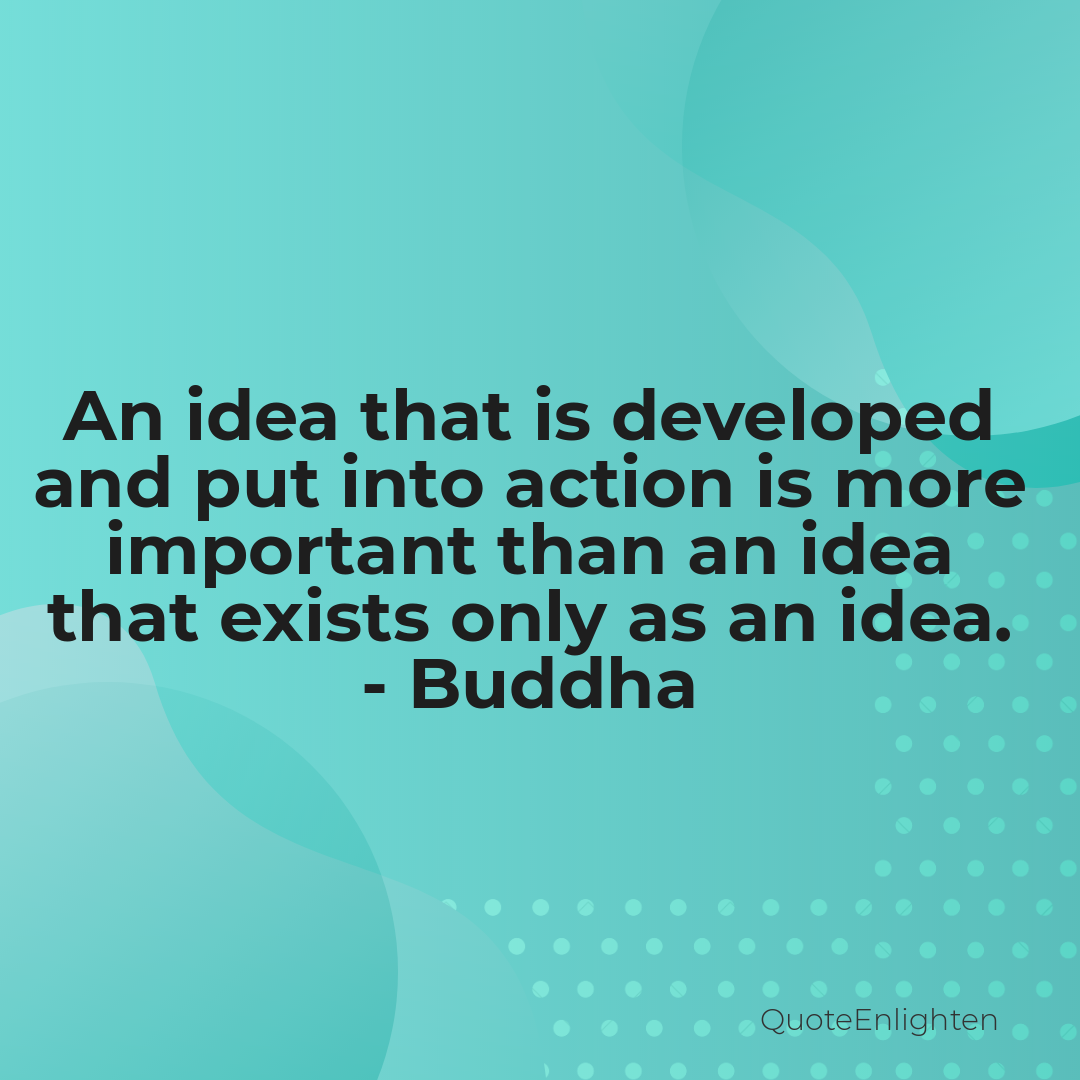 An idea that is developed
and put into action is more
important than an idea
that exists only as an idea.
- Buddha
QuoteEnlighten